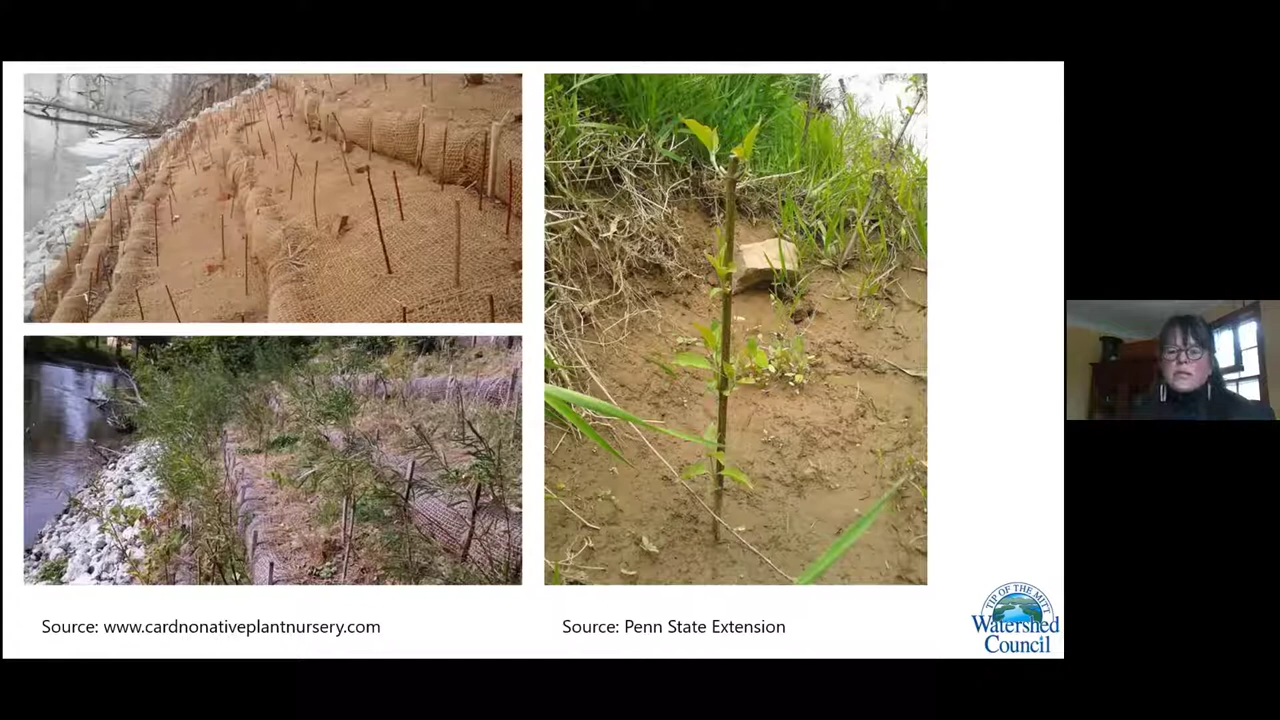 Source: www.cardnonativeplantnursery.com
Source: Penn State Extension
TIP OF THE MITT
Watershed
Council